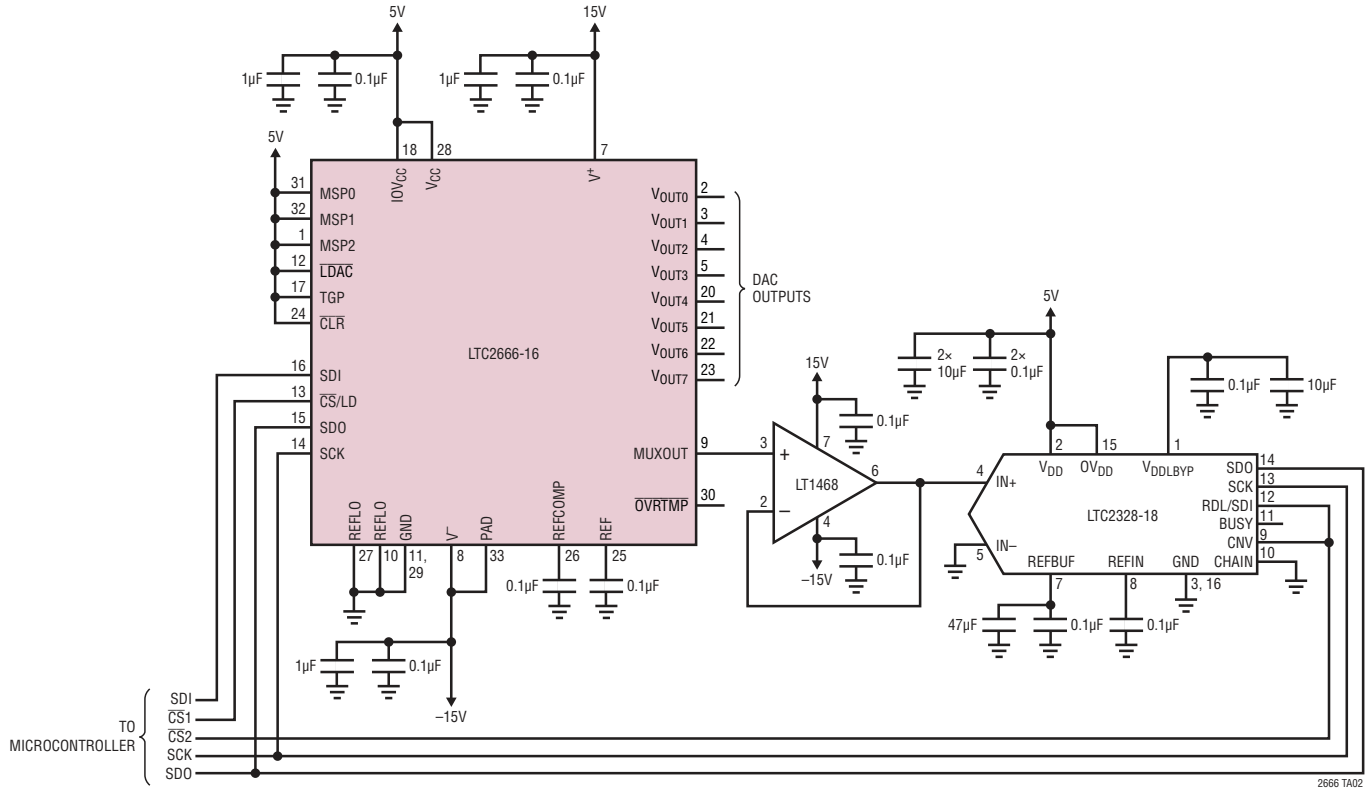 5V
15V
1µF
0.1µF
1µF
0.1µF
5V
18
28
7
IOVCC
VCC
V+
31
MSP0
32
MSP1
1
MSP2
12
LDAC
17
TGP
24
CLR
16
SDI
13
CS/LD
15
SDO
14
SCK
LTC2666-16
VOUT0
2
VOUT1
3
VOUT2
4
VOUT3
5
VOUT4
20
VOUT5
21
VOUT6
22
VOUT7
23
DAC
OUTPUTS
MUXOUT
9
OVRTMP
30
REFLO
REFLO
GND
V–
PAD
REFCOMP
REF
27
10
11,
29
8
33
26
25
0.1µF
0.1µF
1µF
0.1µF
–15V
15V
0.1µF
7
3
+
LT1468
6
2
–
4
0.1µF
–15V
5V
2×
10µF
2×
0.1µF
0.1µF
10µF
2
15
1
VDD
OVDD
VDDLBYP
4
IN+
LTC2328-18
IN–
5
SDO
14
SCK
13
RDL/SDI
12
BUSY
11
CNV
9
CHAIN
10
REFBUF
REFIN
GND
7
8
3, 16
47µF
0.1µF
0.1µF
TO
MICROCONTROLLER
SDI
CS1
CS2
SCK
SDO
2666 TA02